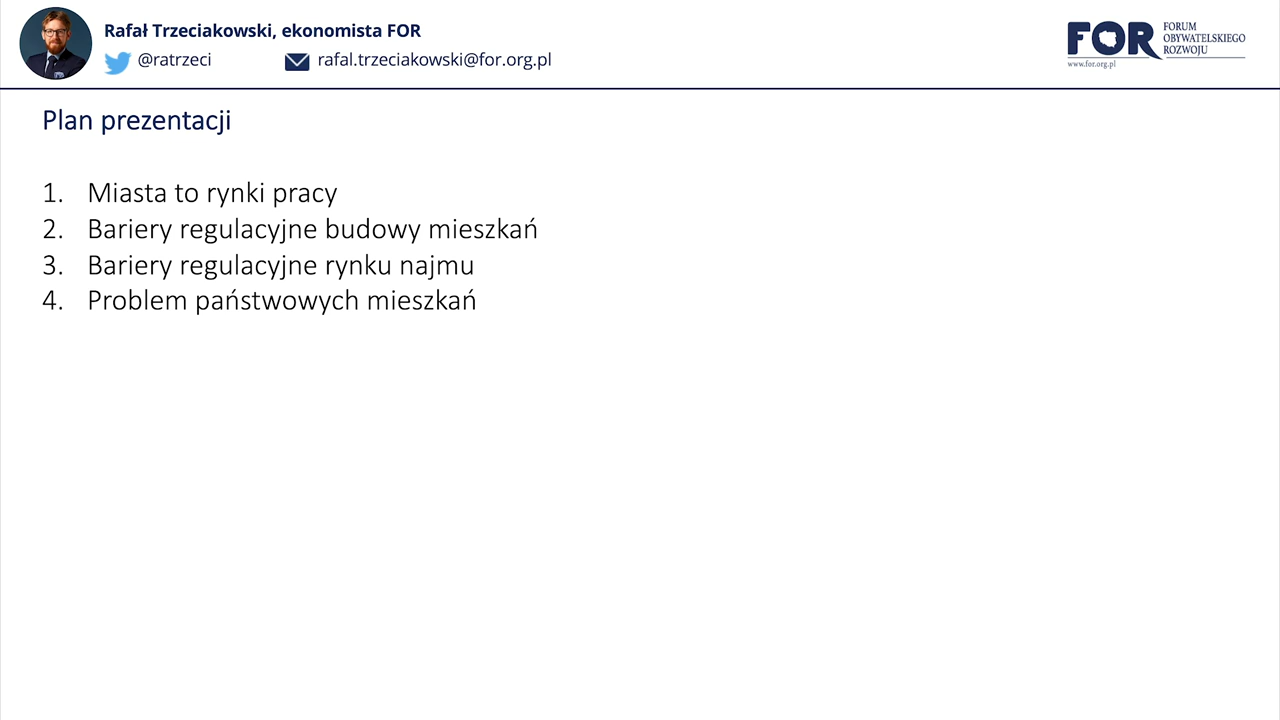 Rafał Trzeciakowski, ekonomista FOR
@ratrzeci
rafal.trzeciakowski@for.org.pl
FOR
FORUM
OBYWATELSKIEGO
ROZWOJU
www.for.org.pl
Plan prezentacji
1. Miasta to rynki pracy
2. Bariery regulacyjne budowy mieszkań
3. Bariery regulacyjne rynku najmu
4. Problem państwowych mieszkań